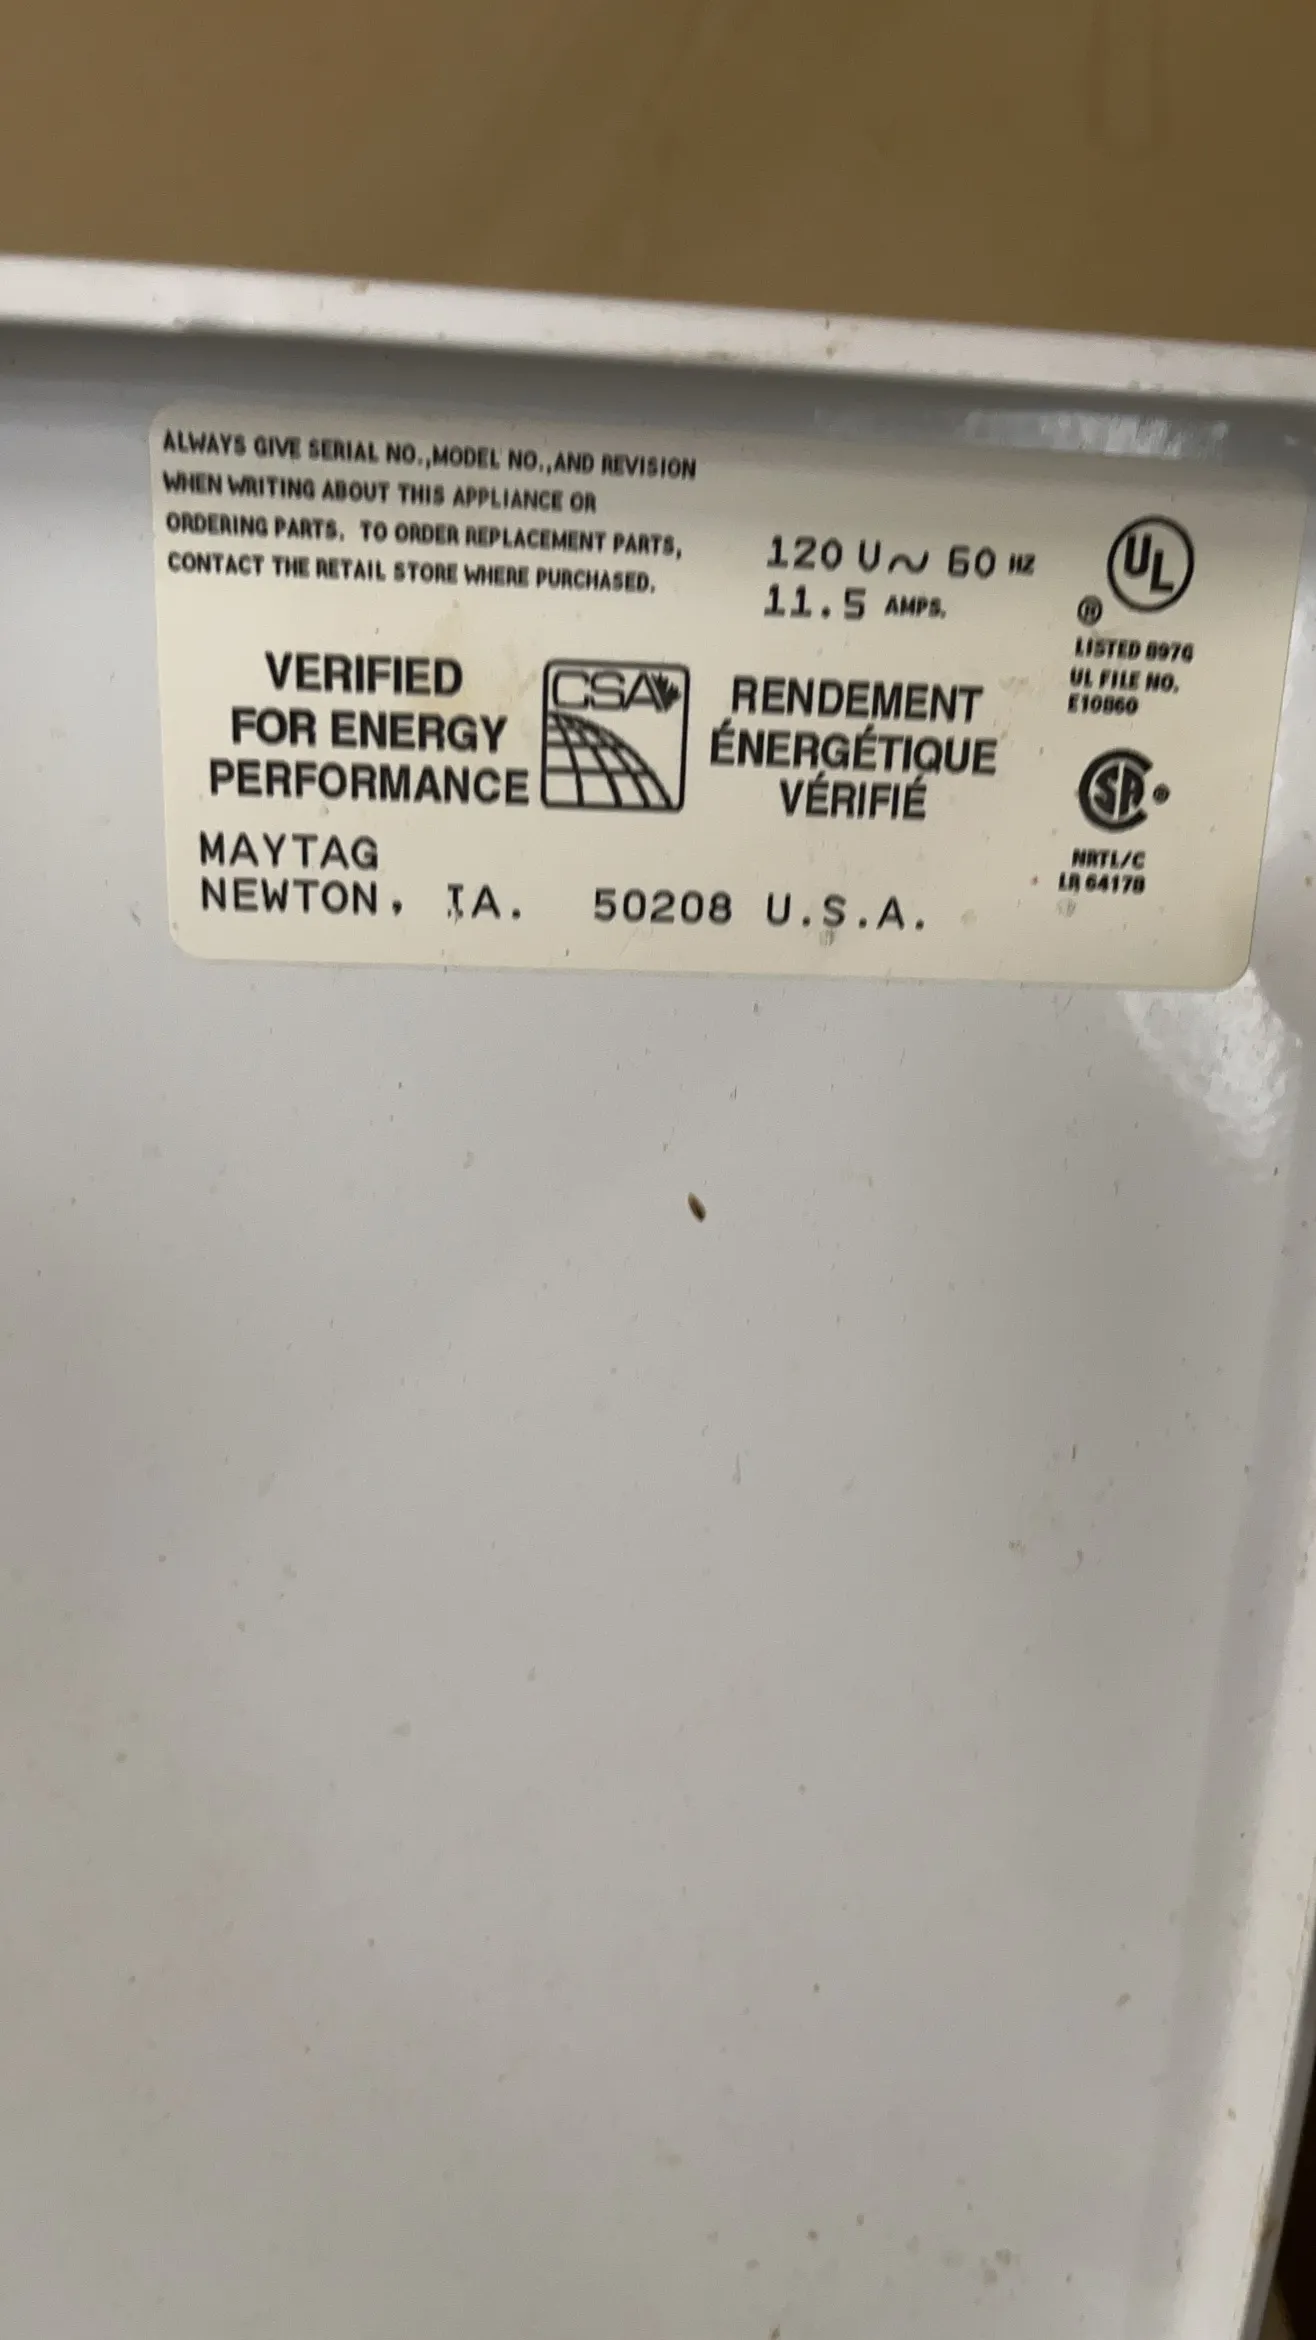 ALWAYS GIVE SERIAL NO.,MODEL NO.,AND REVISION
WHEN WRITING ABOUT THIS APPLIANCE OR
ORDERING PARTS. TO ORDER REPLACEMENT PARTS,
CONTACT THE RETAIL STORE WHERE PURCHASED.
120 V~ 60 HZ
11.5 AMPS.
UL
®
LISTED 897G
UL FILE NO.
E10860
VERIFIED
FOR ENERGY
PERFORMANCE
CSA
RENDEMENT
ÉNERGÉTIQUE
VÉRIFIÉ
SA ®
NRTL/C
LR 64178
MAYTAG
NEWTON, IA. 50208 U.S.A.